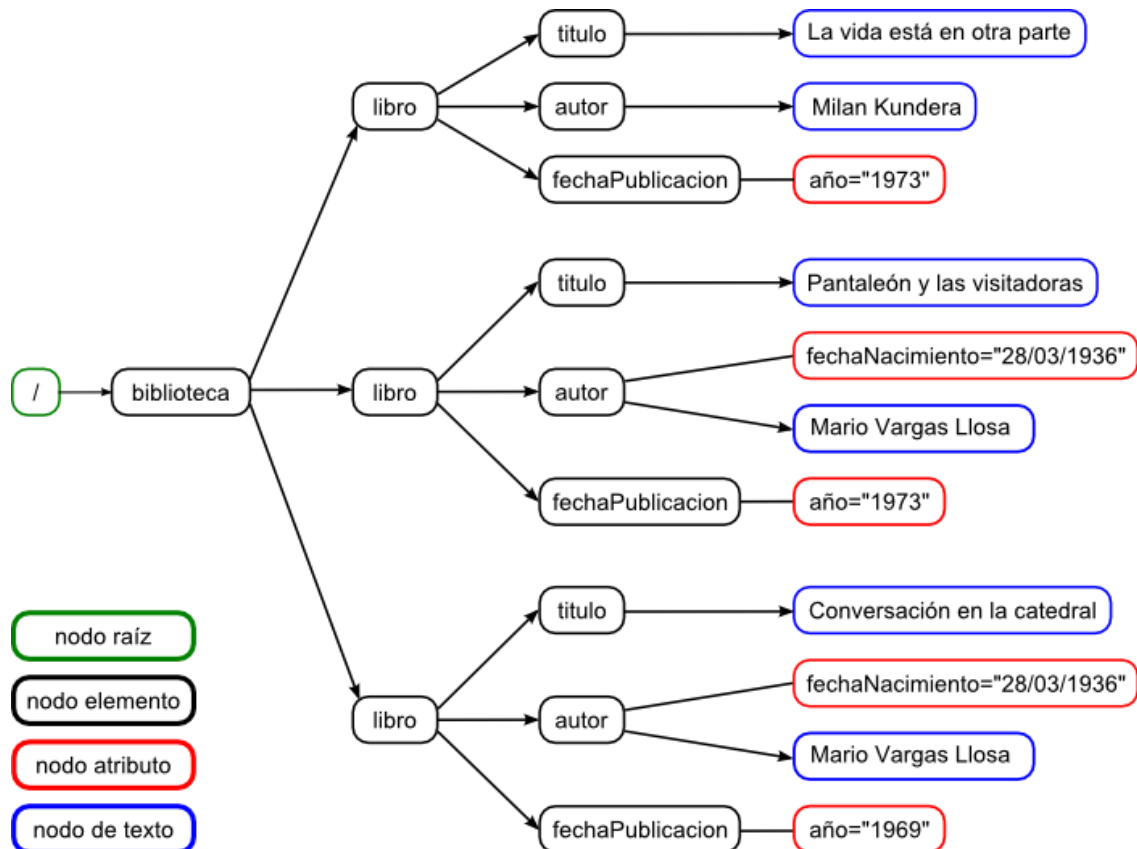 titulo
La vida está en otra parte
libro
autor
Milan Kundera
fechaPublicacion
año="1973"
titulo
Pantaleón y las visitadoras
fechaNacimiento="28/03/1936"
/
biblioteca
libro
autor
Mario Vargas Llosa
fechaPublicacion
año="1973"
titulo
Conversación en la catedral
fechaNacimiento="28/03/1936"
libro
autor
Mario Vargas Llosa
fechaPublicacion
año="1969"
nodo raíz
nodo elemento
nodo atributo
nodo de texto